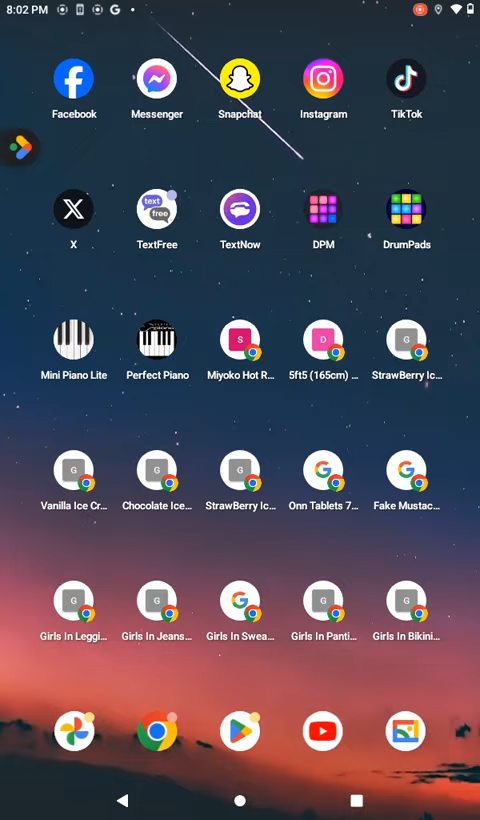 8:02 PM
Facebook Messenger Snapchat Instagram TikTok
text
free
X TextFree TextNow DPM DrumPads
Mini Piano Lite Perfect Piano Miyoko Hot R... 5ft5 (165cm) ... StrawBerry Ic...
Vanilla Ice Cr... Chocolate Ice... StrawBerry Ic... Onn Tablets 7... Fake Mustac...
Girls In Leggi... Girls In Jeans... Girls In Swea... Girls In Panti... Girls In Bikini...